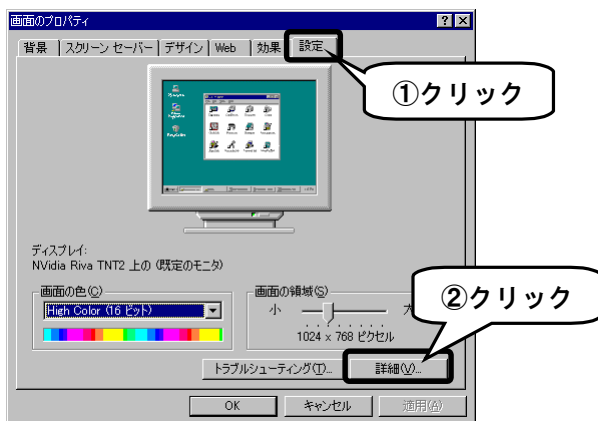 画面のプロパティ
背景 スクリーン セーバー デザイン Web 効果 設定
①クリック
ディスプレイ:
NVidia Riva TNT2 上の (既定のモニタ)
画面の色(C)
High Color (16 ビット)
画面の領域(S)
小
1024 x 768 ピクセル
②クリック
トラブルシューティング(T)... 詳細(V)...
OK キャンセル 適用(A)